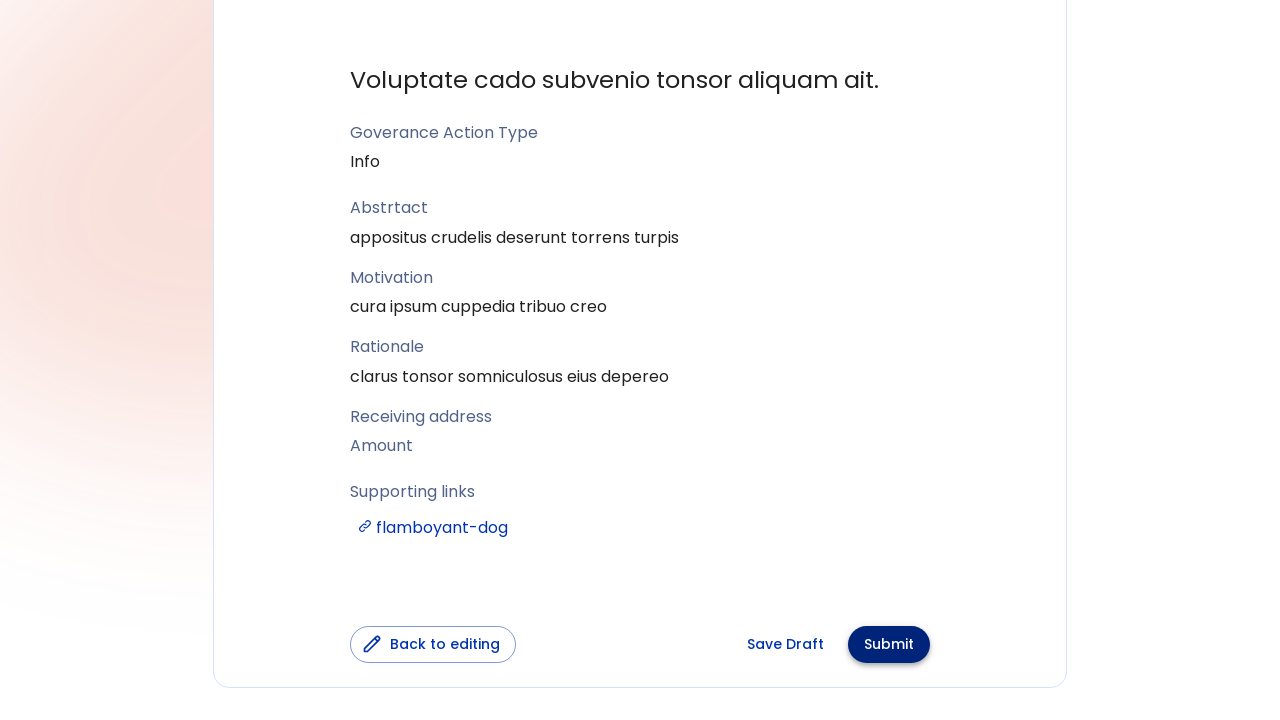 Voluptate cado subvenio tonsor aliquam ait.
Goverance Action Type
Info
Abstrtact
appositus crudelis deserunt torrens turpis
Motivation
cura ipsum cuppedia tribuo creo
Rationale
clarus tonsor somniculosus eius depereo
Receiving address
Amount
Supporting links
flamboyant-dog
Back to editing
Save Draft
Submit